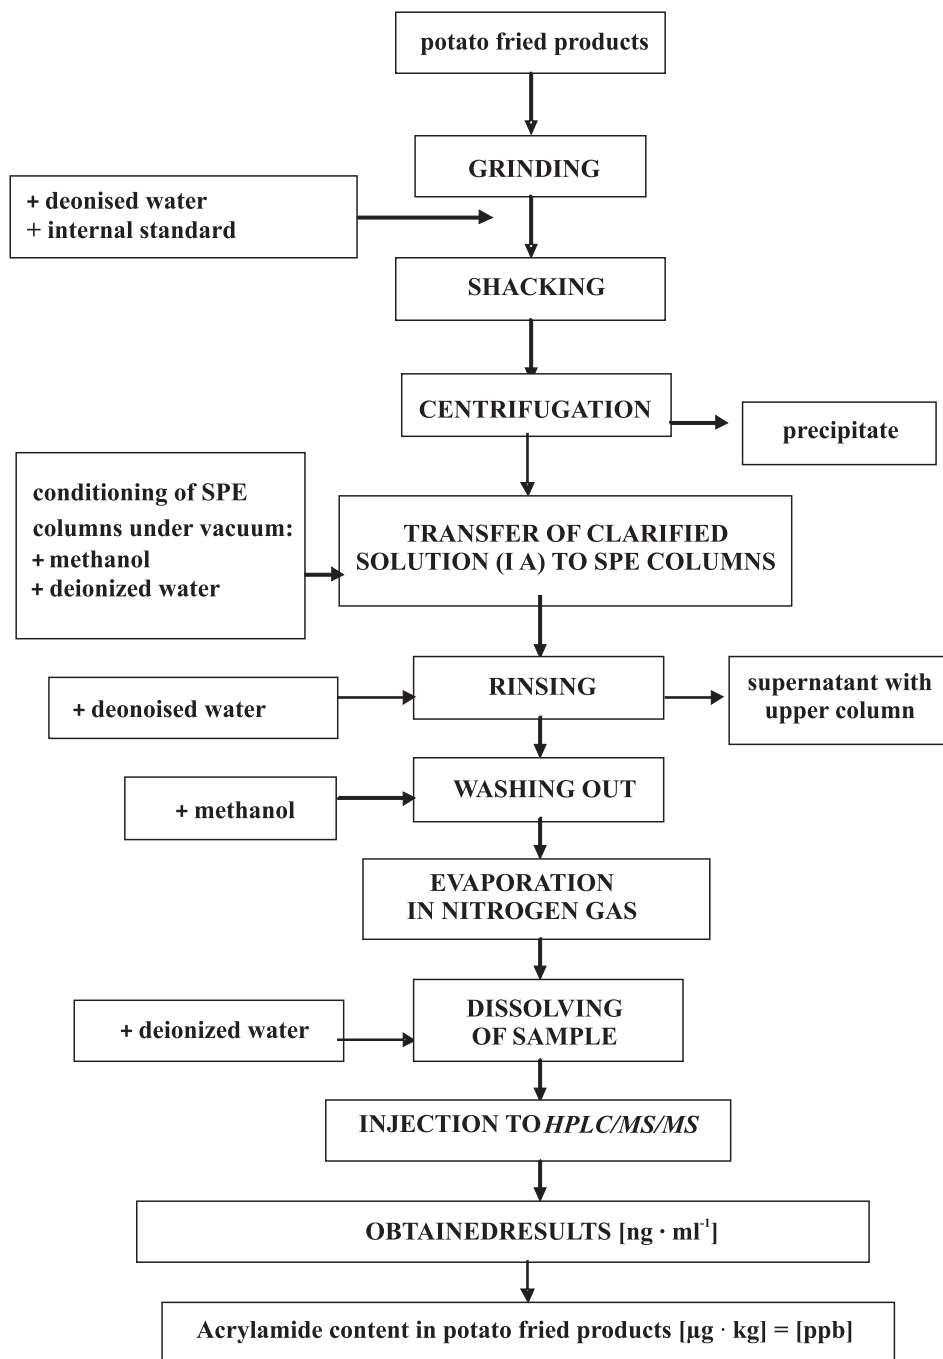 potato fried products
GRINDING
+ deonised water
+ internal standard
SHACKING
CENTRIFUGATION
precipitate
conditioning of SPE
columns under vacuum:
+ methanol
+ deionized water
TRANSFER OF CLARIFIED
SOLUTION (I A) TO SPE COLUMNS
+ deonoised water
RINSING
supernatant with
upper column
+ methanol
WASHING OUT
EVAPORATION
IN NITROGEN GAS
+ deionized water
DISSOLVING
OF SAMPLE
INJECTION TO HPLC/MS/MS
OBTAINEDRESULTS [ng · ml⁻¹]
Acrylamide content in potato fried products [µg · kg] = [ppb]